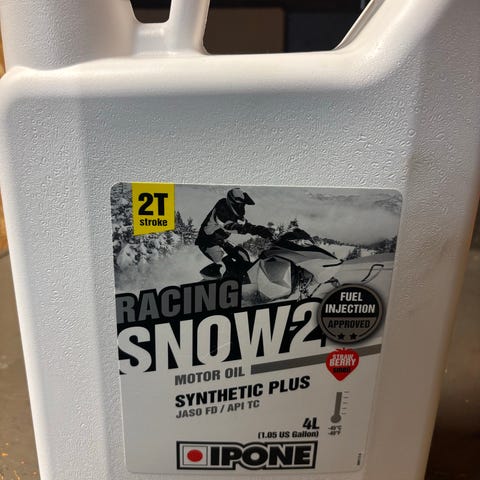 2T
stroke
RACING
SNOW2
MOTOR OIL
FUEL
INJECTION
APPROVED
STRAW
BERRY
SYNTHETIC PLUS
JASO FD / API TC
4L
(1.05 US Gallon)
IPONE